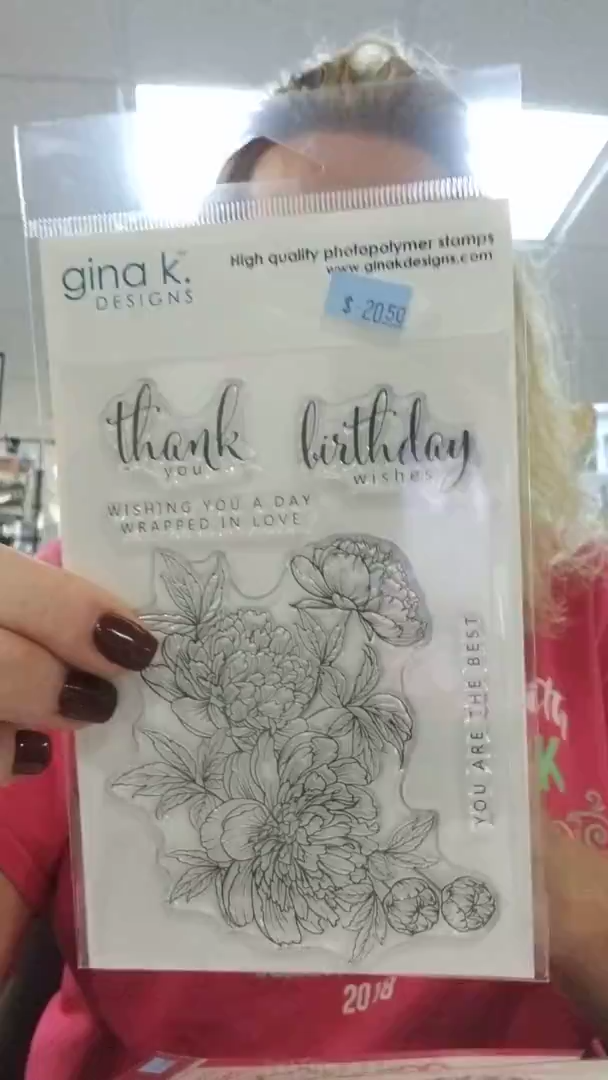 gina k.
DESIGNS
High quality photopolymer stamps
www.ginakdesigns.com
$ 20.50
thank
you
birthday
wishes
WISHING YOU A DAY
WRAPPED IN LOVE
YOU ARE THE BEST
K
2018